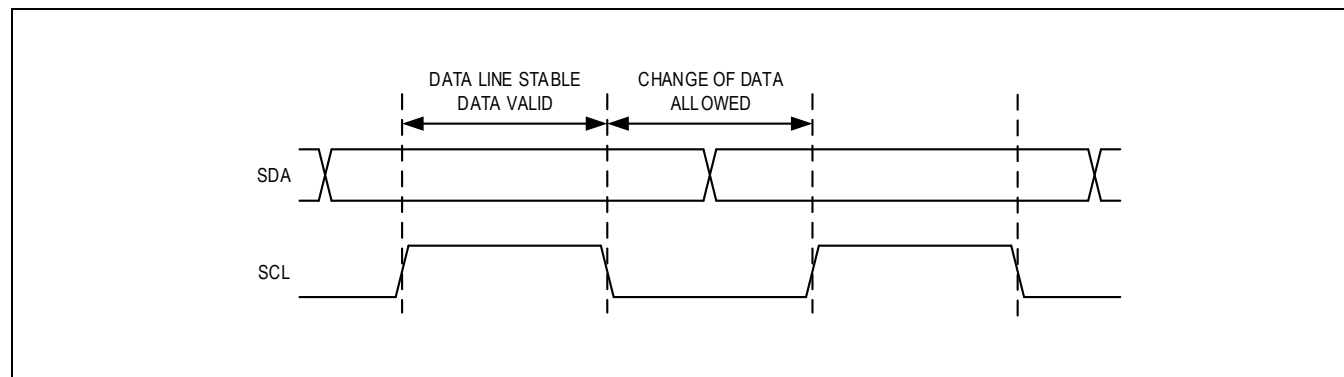 DATA LINE STABLE
DATA VALID
CHANGE OF DATA
ALLOWED
SDA
SCL